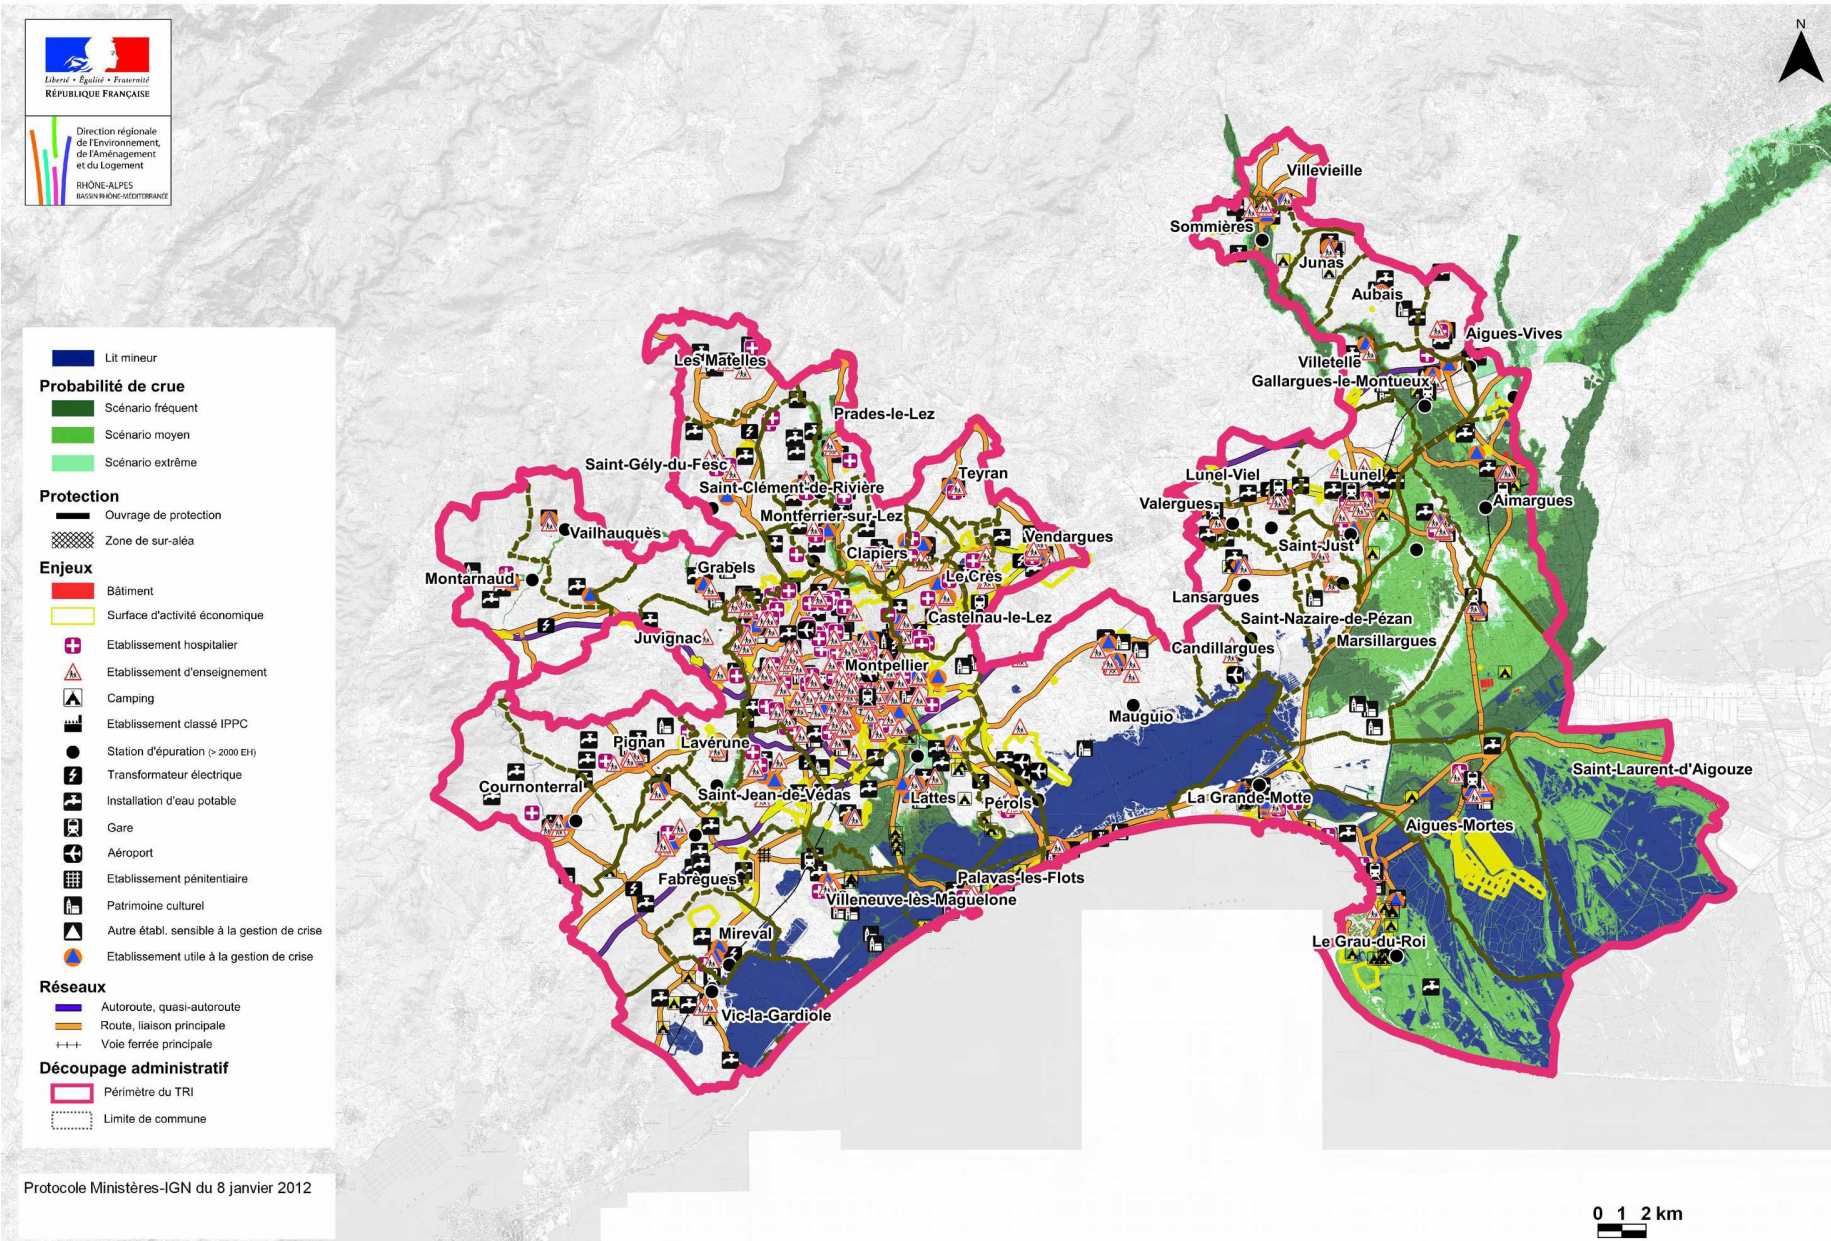 Liberté • Égalité • Fraternité
RÉPUBLIQUE FRANÇAISE
Direction régionale
de l'Environnement,
de l'Aménagement
et du Logement
RHÔNE-ALPES
BASSIN RHÔNE-MÉDITERRANÉE
N
Lit mineur
Probabilité de crue
Scénario fréquent
Scénario moyen
Scénario extrême
Protection
Ouvrage de protection
Zone de sur-aléa
Enjeux
Bâtiment
Surface d'activité économique
Etablissement hospitalier
Etablissement d'enseignement
Camping
Etablissement classé IPPC
Station d'épuration (> 2000 EH)
Transformateur électrique
Installation d'eau potable
Gare
Aéroport
Etablissement pénitentiaire
Patrimoine culturel
Autre établ. sensible à la gestion de crise
Etablissement utile à la gestion de crise
Réseaux
Autoroute, quasi-autoroute
Route, liaison principale
Voie ferrée principale
Découpage administratif
Périmètre du TRI
Limite de commune
Protocole Ministères-IGN du 8 janvier 2012
Villevieille
Sommières
Junas
Aubais
Aigues-Vives
Villetelle
Gallargues-le-Montueux
Les Matelles
Prades-le-Lez
Saint-Gély-du-Fesc
Teyran
Saint-Clément-de-Rivière
Lunel-Viel
Lunel
Valergues
Aimargues
Montferrier-sur-Lez
Vailhauquès
Vendargues
Clapiers
Saint-Just
Grabels
Le Crès
Montarnaud
Lansargues
Castelnau-le-Lez
Saint-Nazaire-de-Pézan
Juvignac
Marsillargues
Candillargues
Montpellier
Mauguio
Pignan
Lavérune
Saint-Laurent-d'Aigouze
Cournonterral
Saint-Jean-de-Védas
Lattes
Pérols
La Grande-Motte
Aigues-Mortes
Fabrègues
Palavas-les-Flots
Villeneuve-lès-Maguelone
Mireval
Le Grau-du-Roi
Vic-la-Gardiole
0 1 2 km